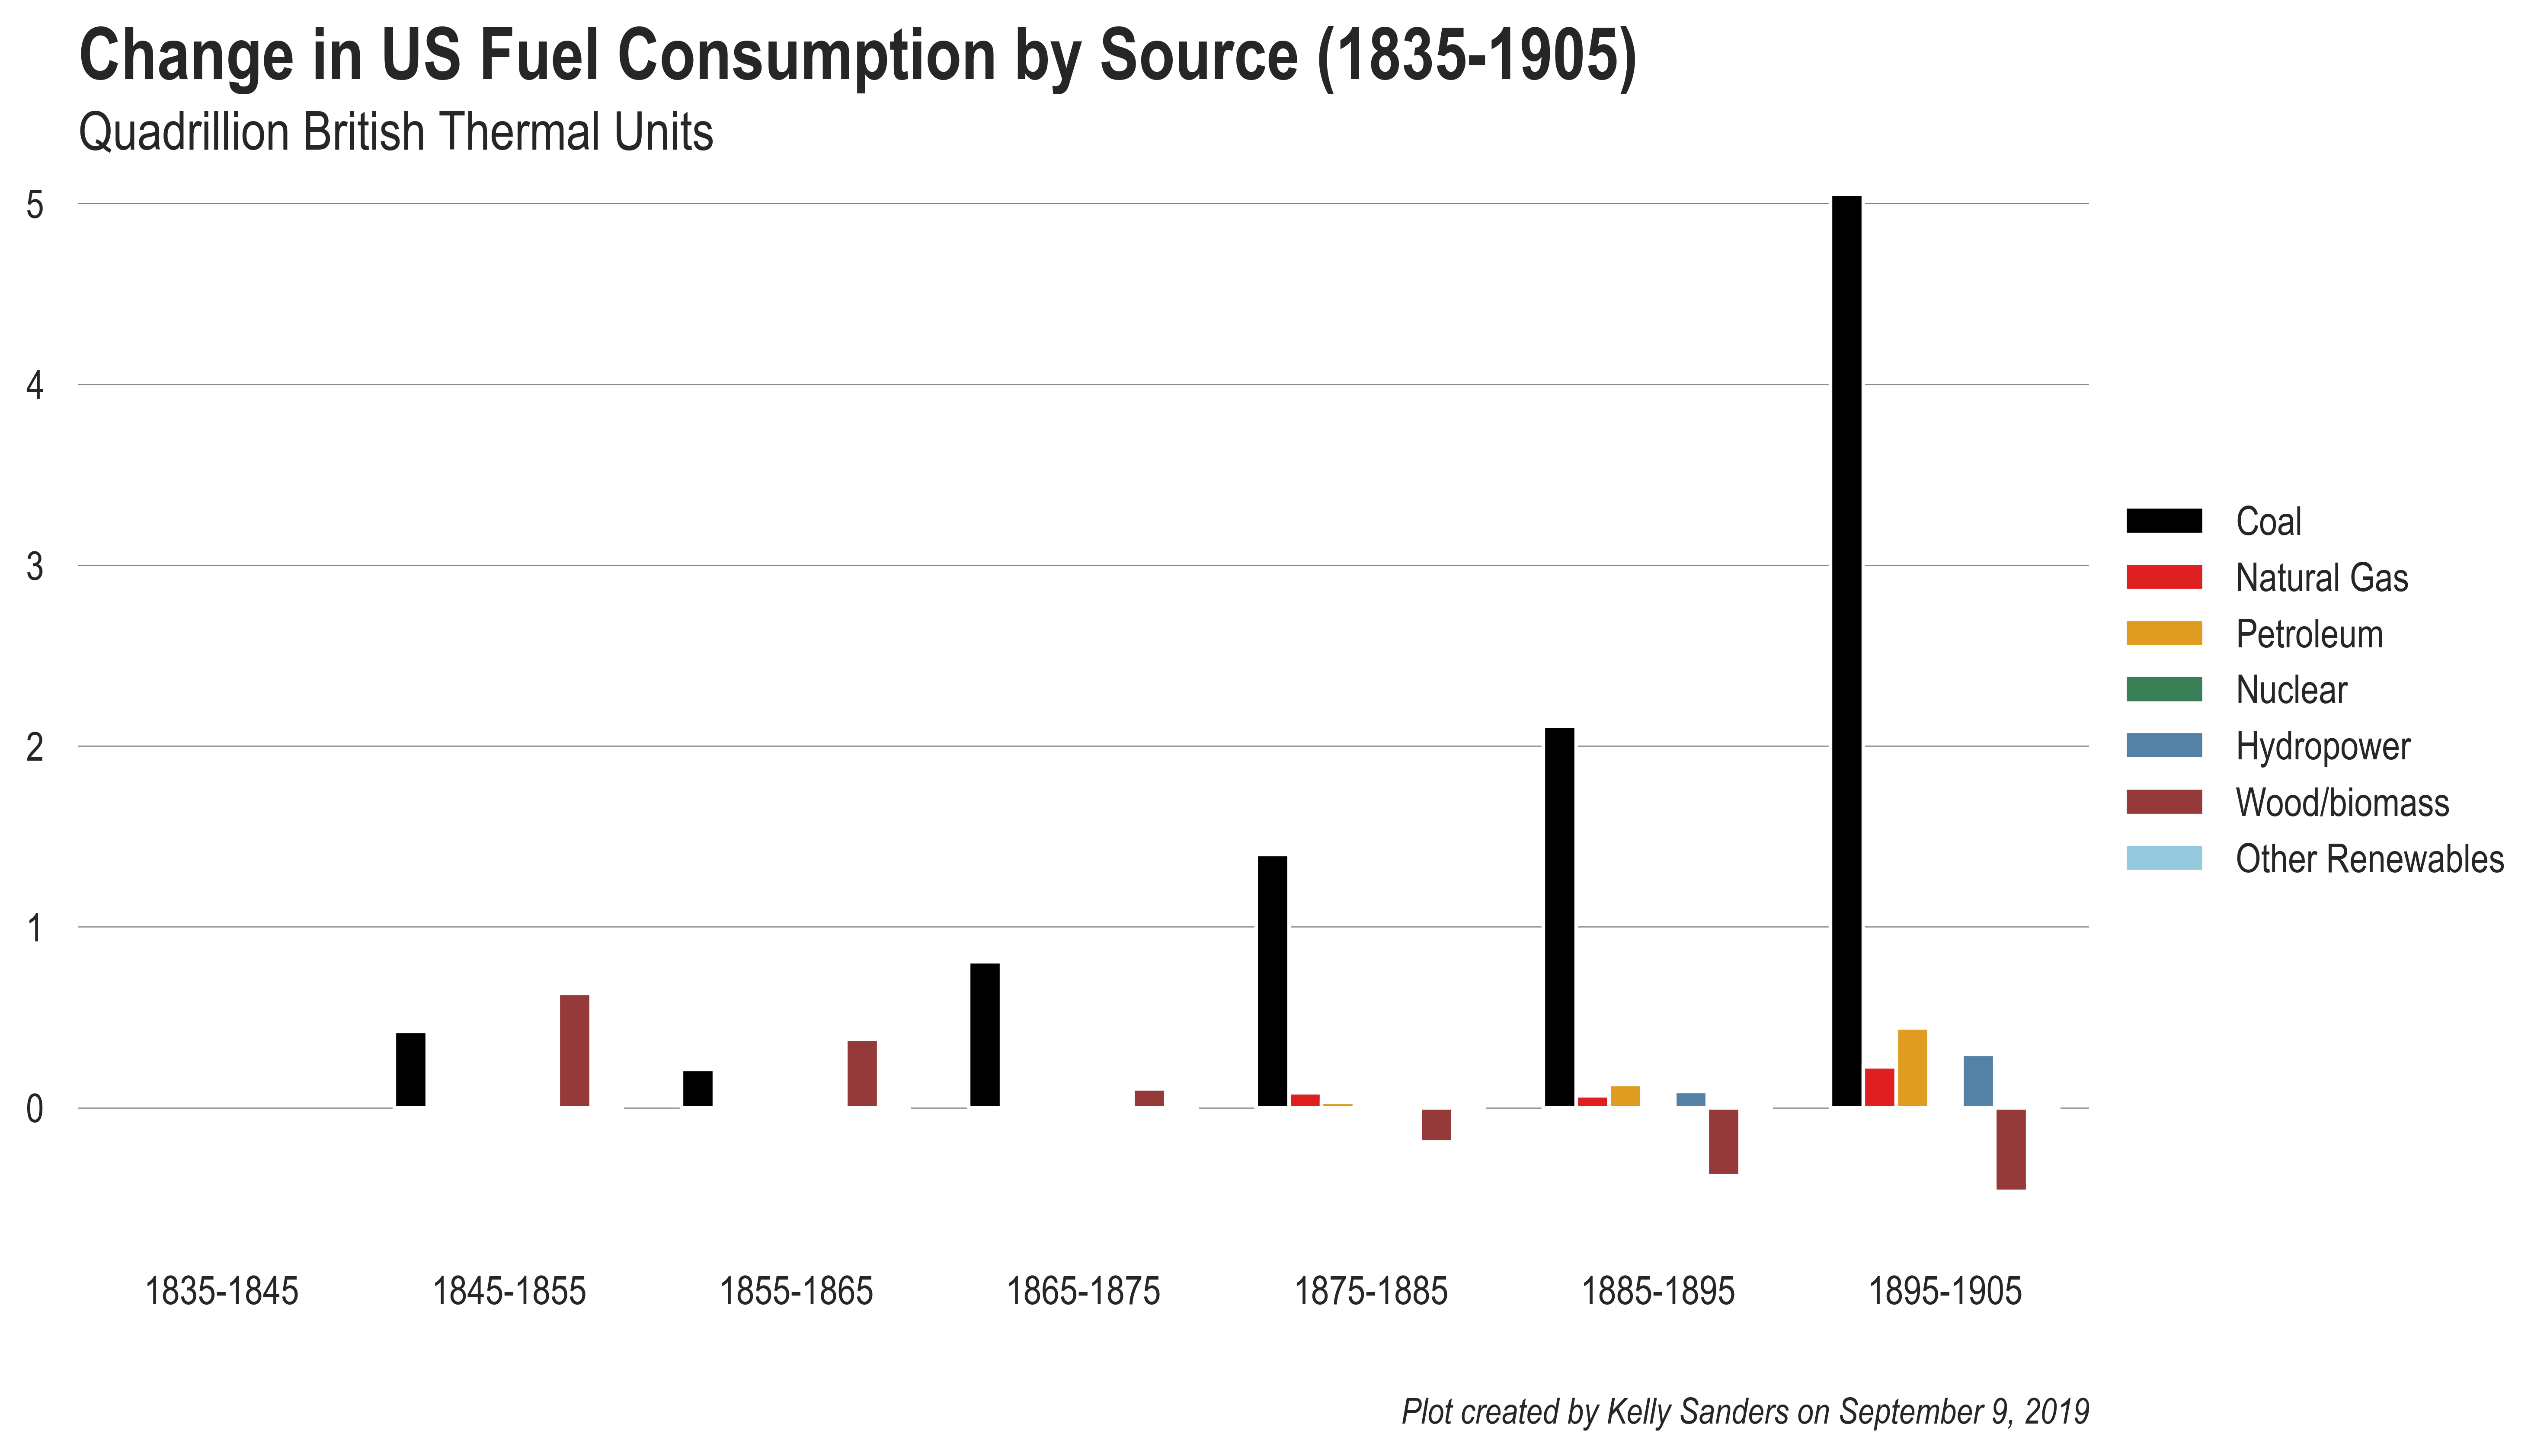 Change in US Fuel Consumption by Source (1835-1905)
Quadrillion British Thermal Units
5
4
3
2
1
0
Coal
Natural Gas
Petroleum
Nuclear
Hydropower
Wood/biomass
Other Renewables
1835-1845 1845-1855 1855-1865 1865-1875 1875-1885 1885-1895 1895-1905
Plot created by Kelly Sanders on September 9, 2019